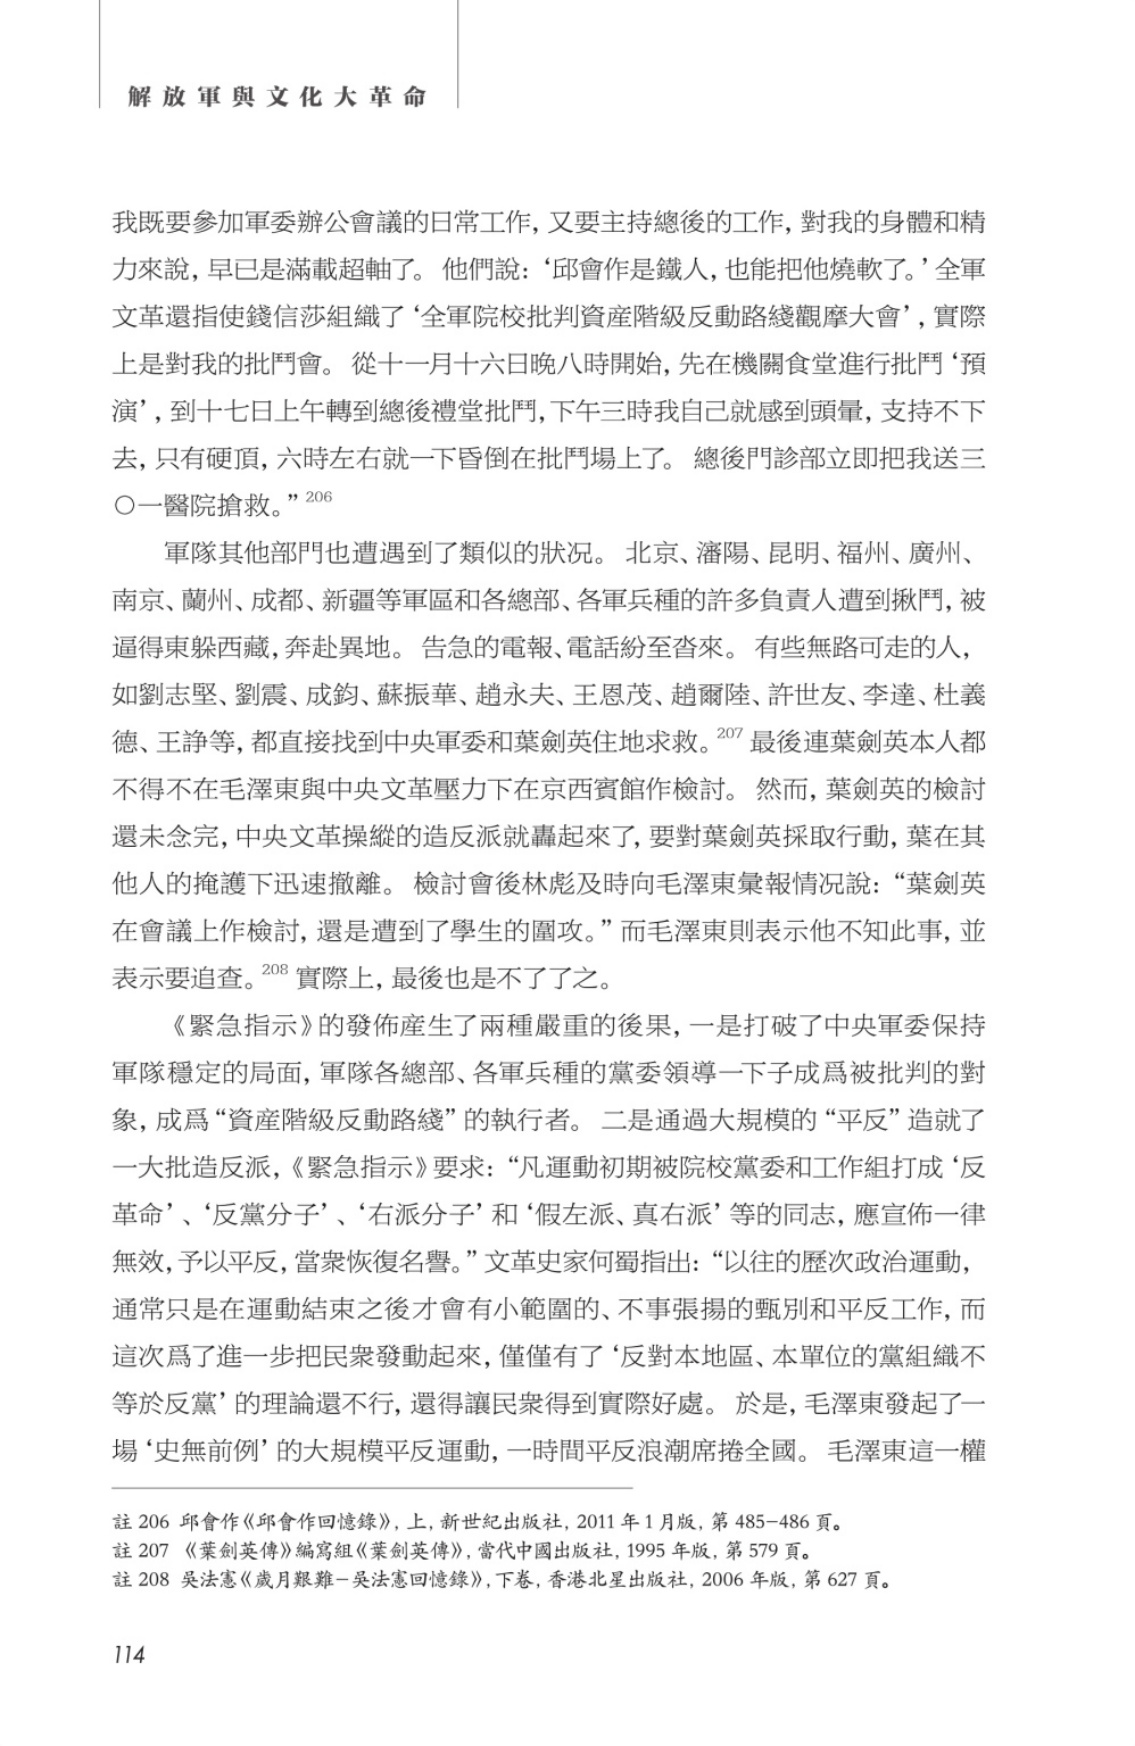 解放軍與文化大革命
我既要參加軍委辦公會議的日常工作，又要主持總後的工作，對我的身體和精
力來說，早已是滿載超軸了。他們說：‘邱會作是鐵人，也能把他燒軟了。’全軍
文革還指使錢信莎組織了‘全軍院校批判資産階級反動路綫觀摩大會’，實際
上是對我的批鬥會。從十一月十六日晚八時開始，先在機關食堂進行批鬥‘預
演’，到十七日上午轉到總後禮堂批鬥，下午三時我自己就感到頭暈，支持不下
去，只有硬頂，六時左右就一下昏倒在批鬥場上了。總後門診部立即把我送三
〇一醫院搶救。”206
軍隊其他部門也遭遇到了類似的狀况。北京、瀋陽、昆明、福州、廣州、
南京、蘭州、成都、新疆等軍區和各總部、各軍兵種的許多負責人遭到揪鬥，被
逼得東躲西藏，奔赴異地。告急的電報、電話紛至沓來。有些無路可走的人，
如劉志堅、劉震、成鈞、蘇振華、趙永夫、王恩茂、趙爾陸、許世友、李達、杜義
德、王諍等，都直接找到中央軍委和葉劍英住地求救。207 最後連葉劍英本人都
不得不在毛澤東與中央文革壓力下在京西賓館作檢討。然而，葉劍英的檢討
還未念完，中央文革操縱的造反派就轟起來了，要對葉劍英採取行動，葉在其
他人的掩護下迅速撤離。檢討會後林彪及時向毛澤東彙報情况說：“葉劍英
在會議上作檢討，還是遭到了學生的圍攻。”而毛澤東則表示他不知此事，並
表示要追查。208 實際上，最後也是不了了之。
《緊急指示》的發佈産生了兩種嚴重的後果，一是打破了中央軍委保持
軍隊穩定的局面，軍隊各總部、各軍兵種的黨委領導一下子成爲被批判的對
象，成爲“資産階級反動路綫”的執行者。二是通過大規模的“平反”造就了
一大批造反派，《緊急指示》要求：“凡運動初期被院校黨委和工作組打成‘反
革命’、‘反黨分子’、‘右派分子’和‘假左派、真右派’等的同志，應宣佈一律
無效，予以平反，當衆恢復名譽。”文革史家何蜀指出：“以往的歷次政治運動，
通常只是在運動結束之後才會有小範圍的、不事張揚的甄別和平反工作，而
這次爲了進一步把民衆發動起來，僅僅有了‘反對本地區、本單位的黨組織不
等於反黨’的理論還不行，還得讓民衆得到實際好處。於是，毛澤東發起了一
場‘史無前例’的大規模平反運動，一時間平反浪潮席捲全國。毛澤東這一權
註 206 邱會作《邱會作回憶錄》，上，新世紀出版社，2011 年 1 月版，第 485–486 頁。
註 207 《葉劍英傳》編寫組《葉劍英傳》，當代中國出版社，1995 年版，第 579 頁。
註 208 吳法憲《歲月艱難–吳法憲回憶錄》，下卷，香港北星出版社，2006 年版，第 627 頁。
114